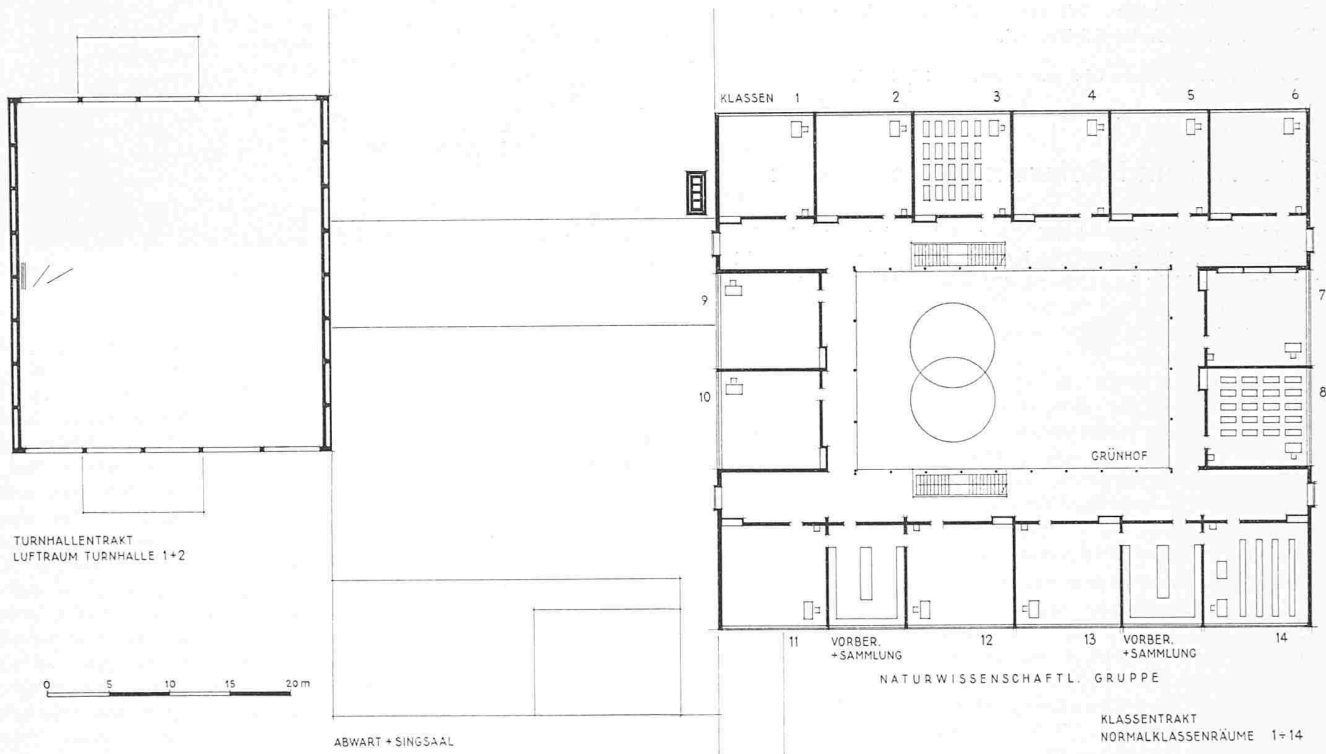 KLASSEN 1 2 3 4 5 6
7
8
9
10
GRÜNHOF
TURNHALLENTRAKT
LUFTRAUM TURNHALLE 1+2
11 VORBER. 12 13 VORBER. 14
+SAMMLUNG +SAMMLUNG
NATURWISSENSCHAFTL. GRUPPE
0 5 10 15 20 m
ABWART + SINGSAAL
KLASSENTRAKT
NORMALKLASSENRÄUME 1÷14